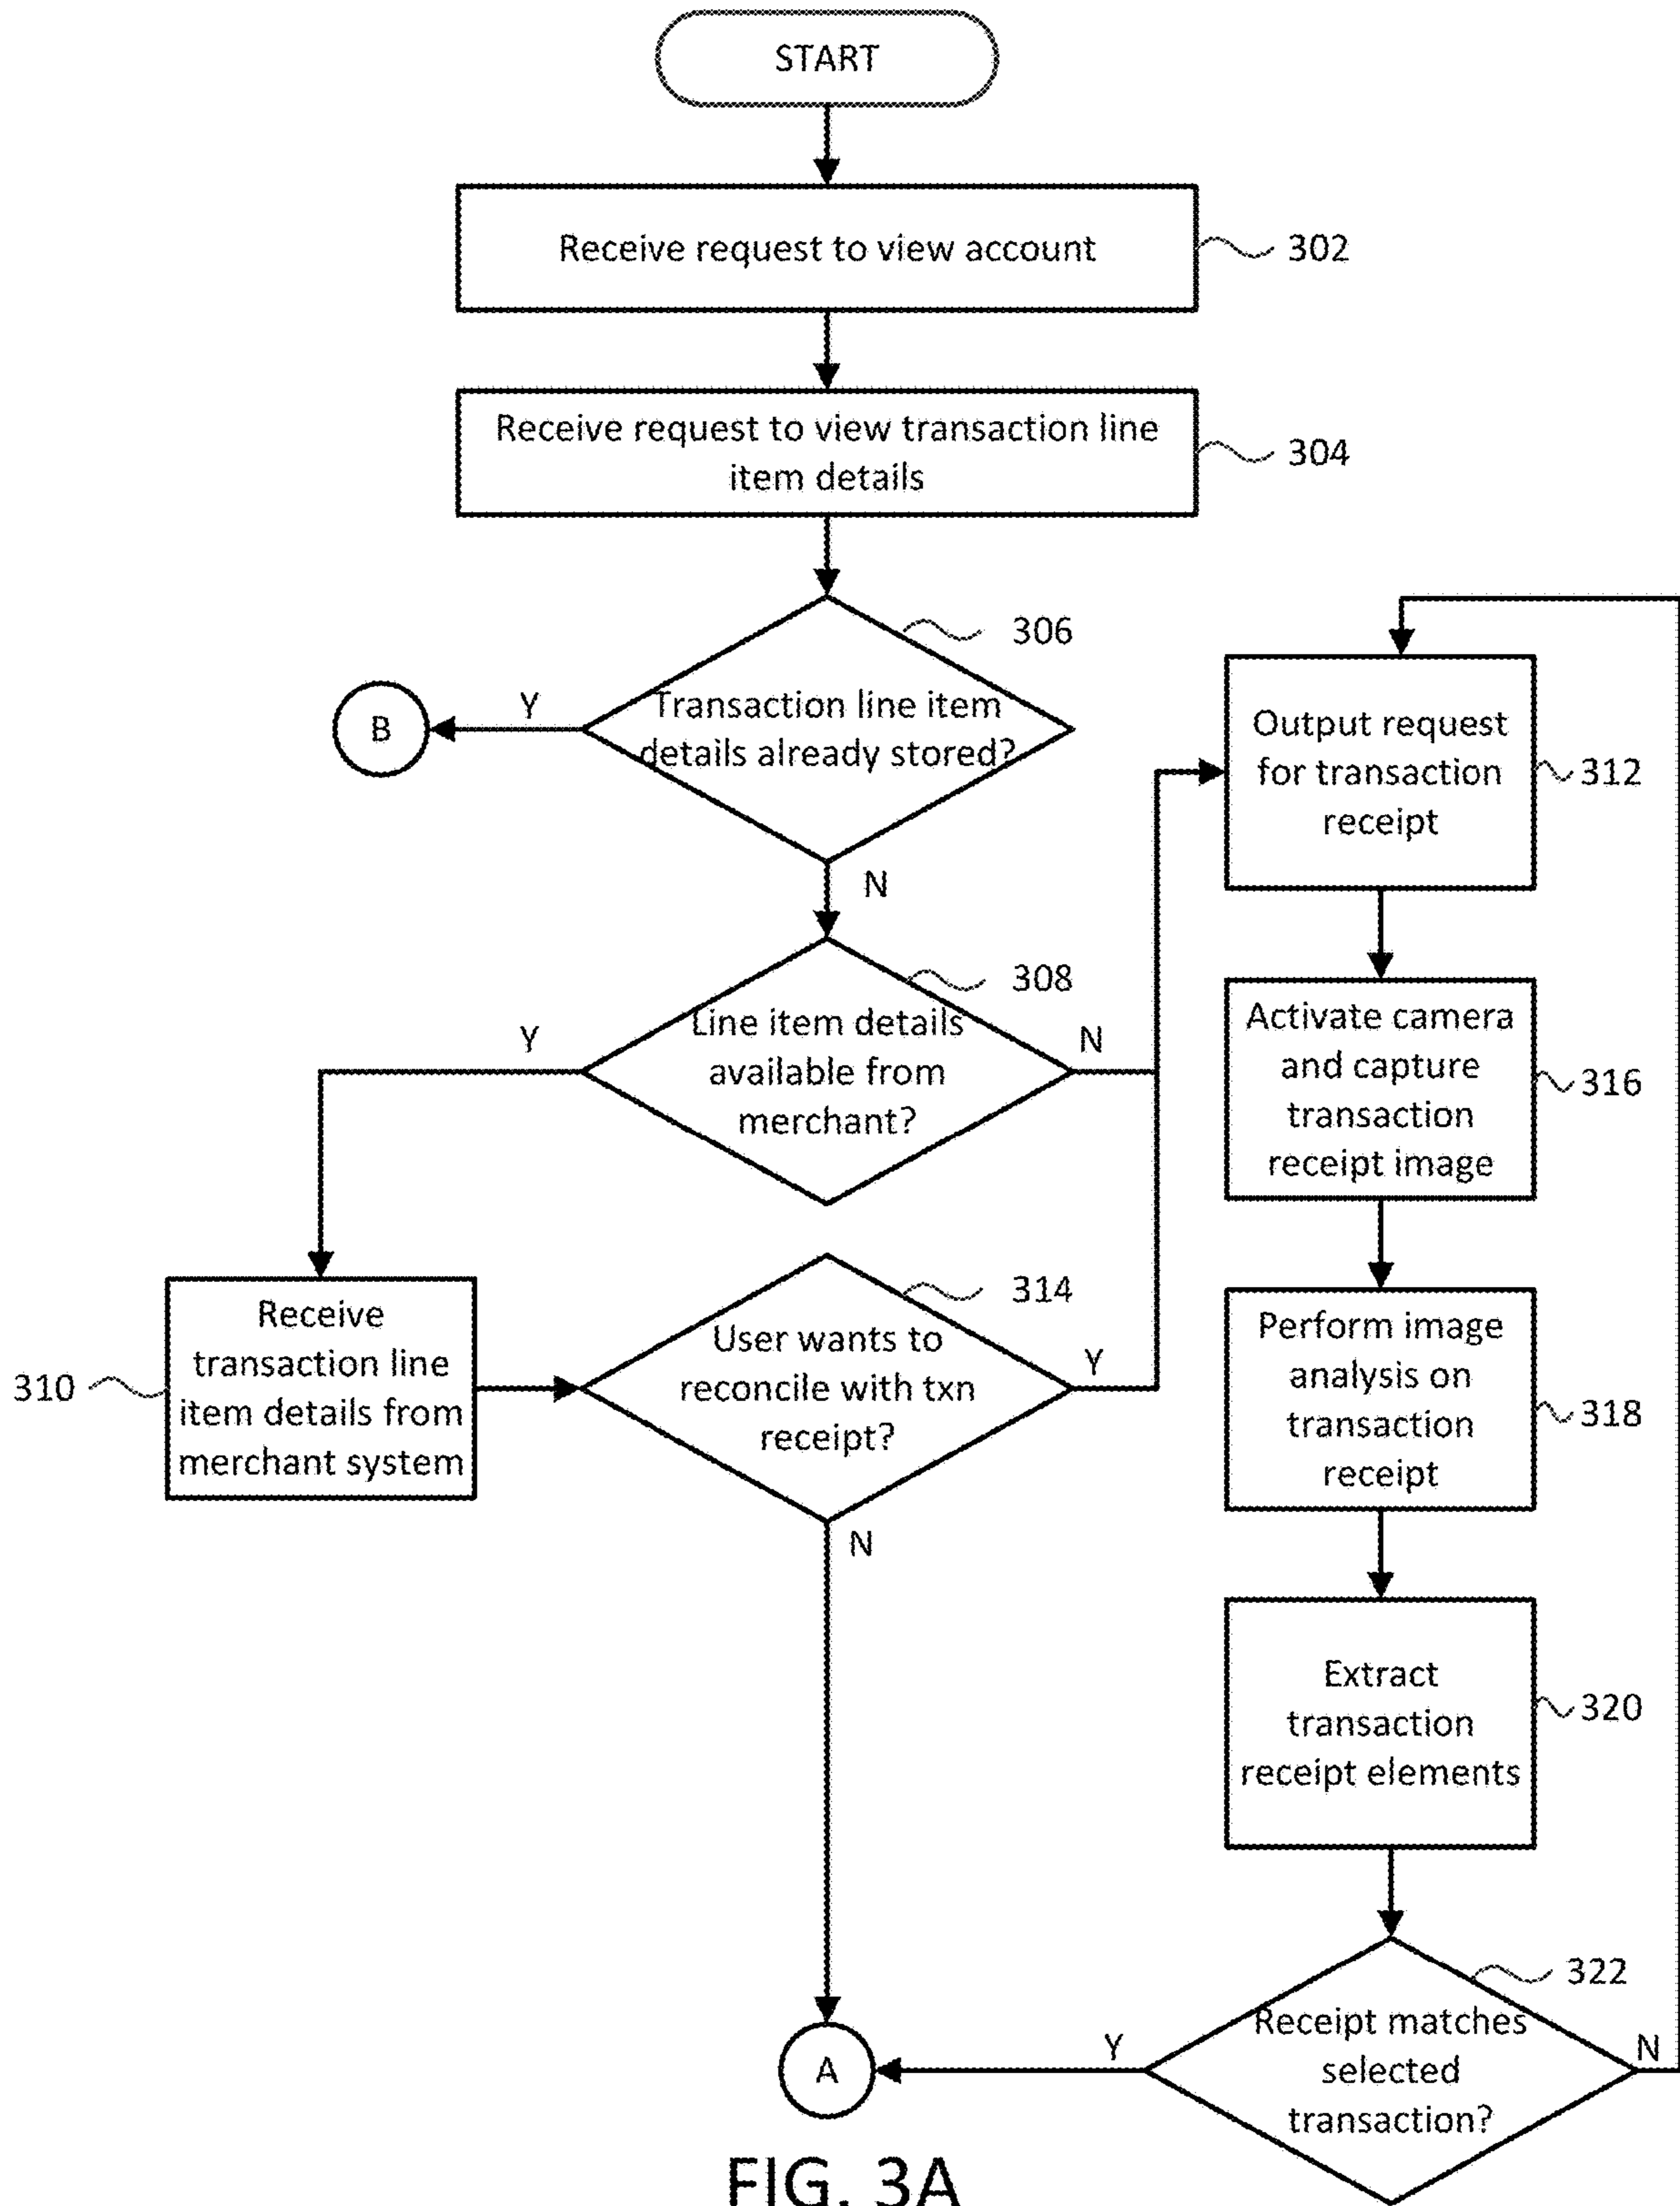 START
Receive request to view account
302
Receive request to view transaction line
item details
304
306
Transaction line item
details already stored?
Y
B
N
308
Line item details
available from
merchant?
Y
N
310
Receive
transaction line
item details from
merchant system
314
User wants to
reconcile with txn
receipt?
Y
N
Output request
for transaction
receipt
312
Activate camera
and capture
transaction
receipt image
316
Perform image
analysis on
transaction
receipt
318
Extract
transaction
receipt elements
320
322
Receipt matches
selected
transaction?
Y
N
A
FIG. 3A